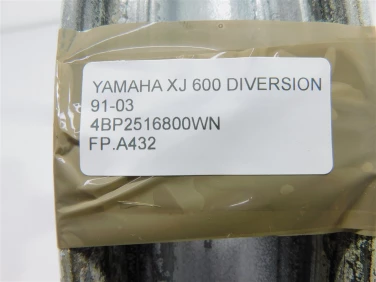 YAMAHA XJ 600 DIVERSION
91-03
4BP2516800WN
FP.A432